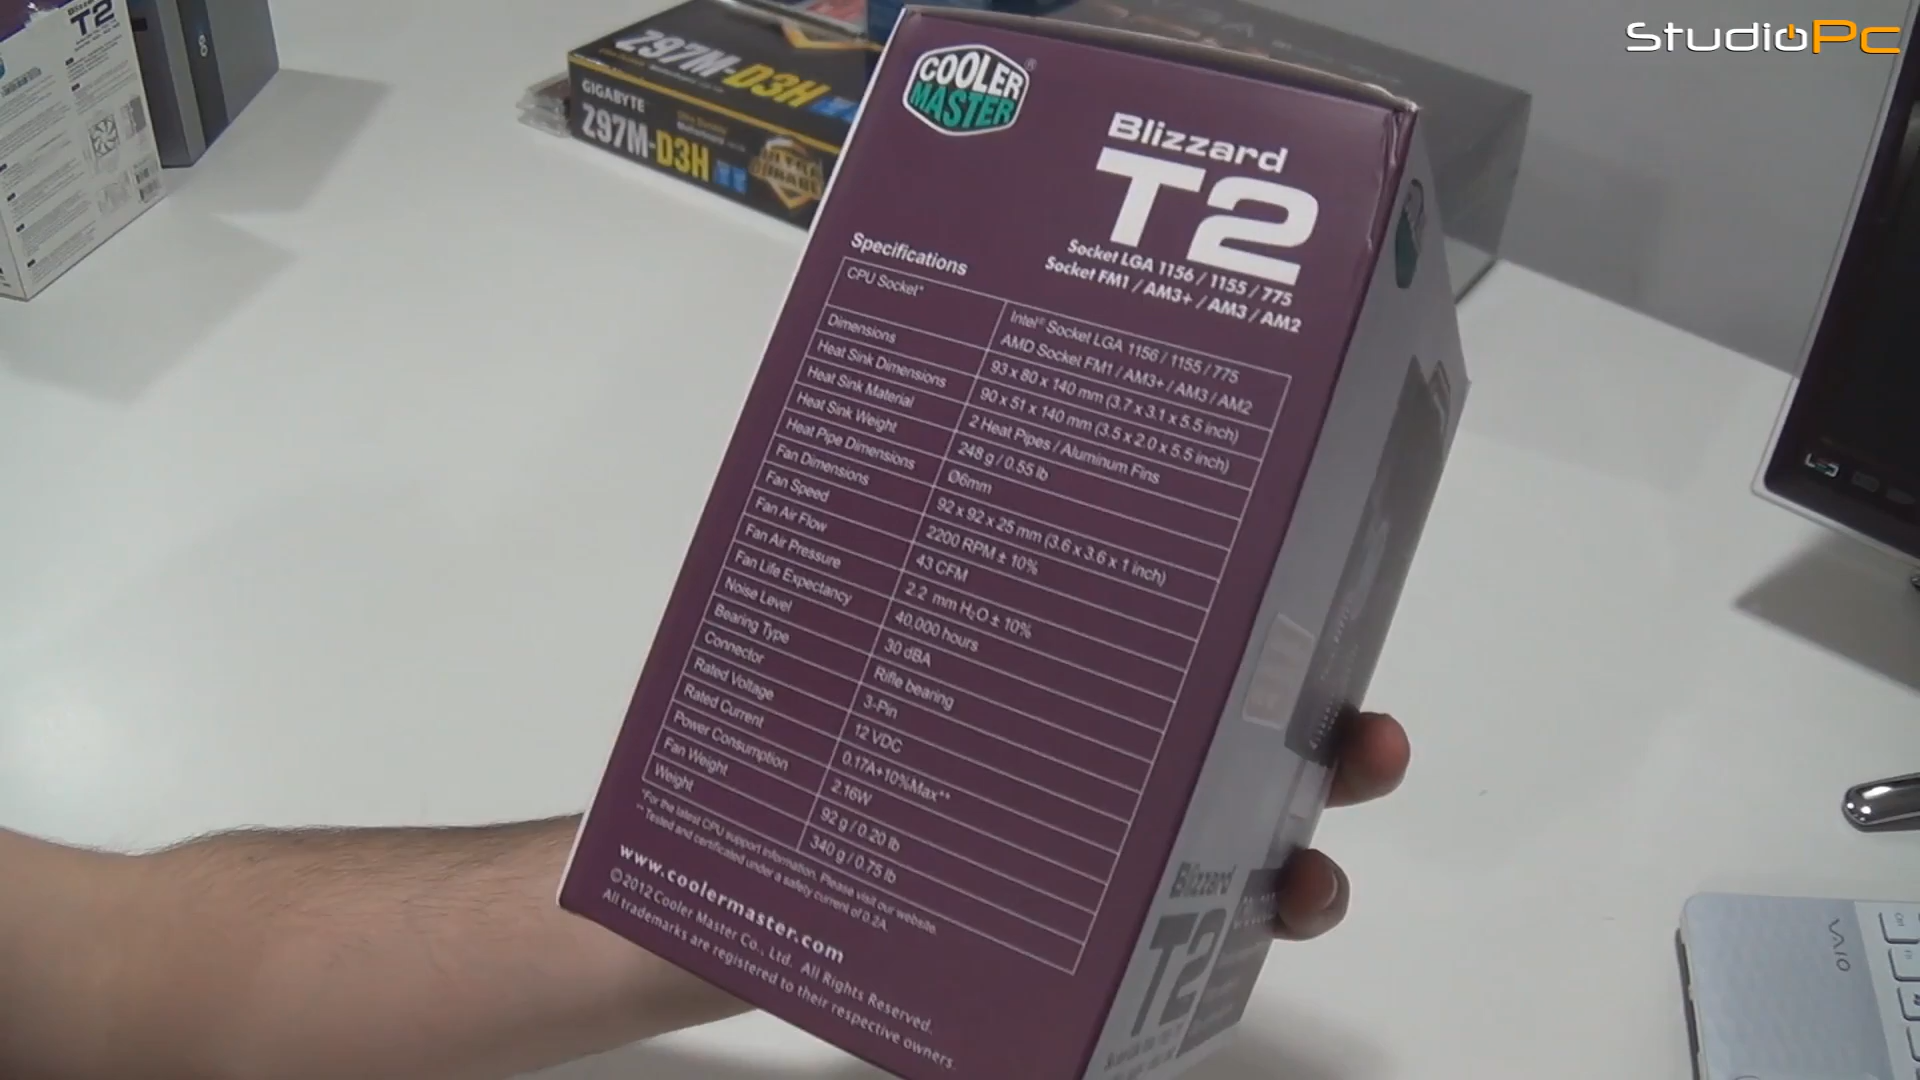 StudioPc
Blizzard
T2
Z97M-D3H
GIGABYTE
Z97M-D3H
COOLER
MASTER
®
Blizzard
T2
Socket LGA 1156 / 1155 / 775
Socket FM1 / AM3+ / AM3 / AM2
Specifications
CPU Socket* Intel® Socket LGA 1156 / 1155 / 775
AMD Socket FM1 / AM3+ / AM3 / AM2
Dimensions 93 x 80 x 140 mm (3.7 x 3.1 x 5.5 inch)
Heat Sink Dimensions 90 x 51 x 140 mm (3.5 x 2.0 x 5.5 inch)
Heat Sink Material 2 Heat Pipes / Aluminum Fins
Heat Sink Weight 248 g / 0.55 lb
Heat Pipe Dimensions Ø6mm
Fan Dimensions 92 x 92 x 25 mm (3.6 x 3.6 x 1 inch)
Fan Speed 2200 RPM ± 10%
Fan Air Flow 43 CFM
Fan Air Pressure 2.2 mm H₂O ± 10%
Fan Life Expectancy 40,000 hours
Noise Level 30 dBA
Bearing Type Rifle bearing
Connector 3-Pin
Rated Voltage 12 VDC
Rated Current 0.17A+10%Max**
Power Consumption 2.16W
Fan Weight 92 g / 0.20 lb
Weight 340 g / 0.75 lb
*For the latest CPU support information. Please visit our website.
** Tested and certificated under a safety current of 0.2A.
www.coolermaster.com
©2012 Cooler Master Co., Ltd. All Rights Reserved.
All trademarks are registered to their respective owners.
Blizzard
T2
VAIO